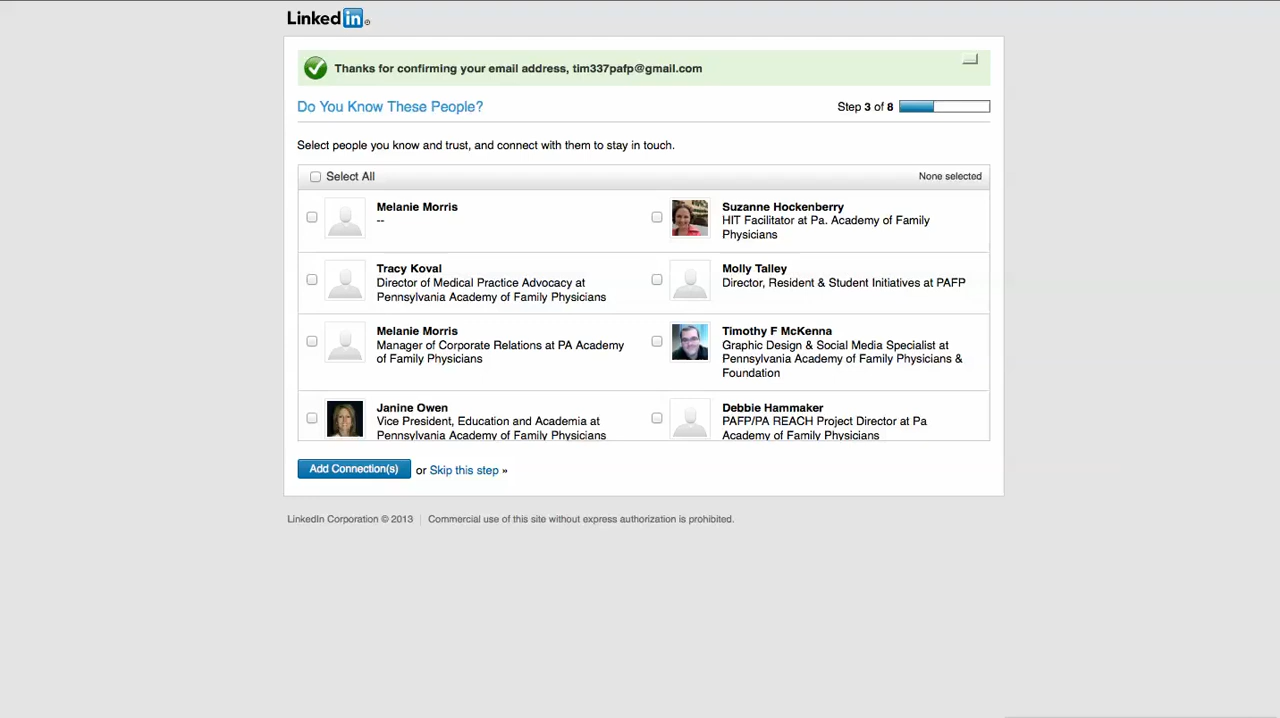 Linked in
Thanks for confirming your email address, tim337pafp@gmail.com
Do You Know These People?
Step 3 of 8
Select people you know and trust, and connect with them to stay in touch.
Select All
None selected
Melanie Morris
--
Suzanne Hockenberry
HIT Facilitator at Pa. Academy of Family
Physicians
Tracy Koval
Director of Medical Practice Advocacy at
Pennsylvania Academy of Family Physicians
Molly Talley
Director, Resident & Student Initiatives at PAFP
Melanie Morris
Manager of Corporate Relations at PA Academy
of Family Physicians
Timothy F McKenna
Graphic Design & Social Media Specialist at
Pennsylvania Academy of Family Physicians &
Foundation
Janine Owen
Vice President, Education and Academia at
Pennsylvania Academy of Family Physicians
Debbie Hammaker
PAFP/PA REACH Project Director at Pa
Academy of Family Physicians
Add Connection(s) or Skip this step »
LinkedIn Corporation © 2013 | Commercial use of this site without express authorization is prohibited.